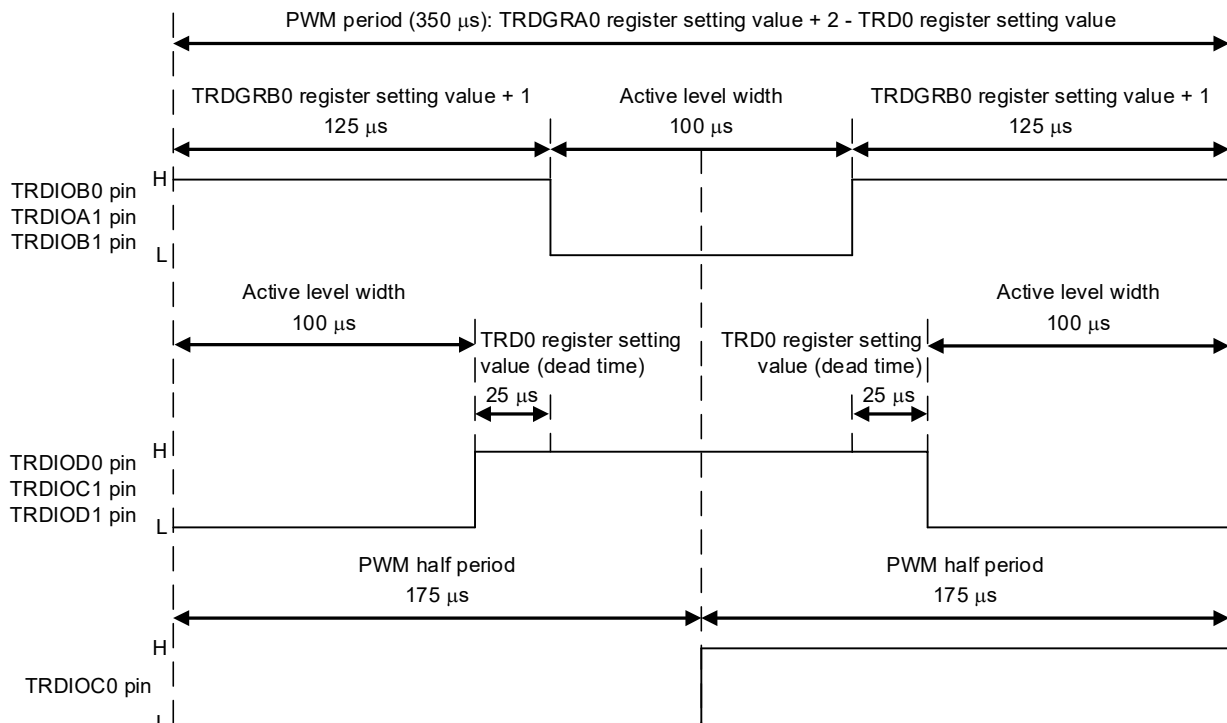 PWM period (350 μs): TRDGRA0 register setting value + 2 - TRD0 register setting value
TRDGRB0 register setting value + 1
125 μs
Active level width
100 μs
TRDGRB0 register setting value + 1
125 μs
H
TRDIOB0 pin
TRDIOA1 pin
TRDIOB1 pin
L
Active level width
100 μs
TRD0 register setting
value (dead time)
25 μs
TRD0 register setting
value (dead time)
25 μs
Active level width
100 μs
H
TRDIOD0 pin
TRDIOC1 pin
TRDIOD1 pin
L
PWM half period
175 μs
PWM half period
175 μs
H
TRDIOC0 pin